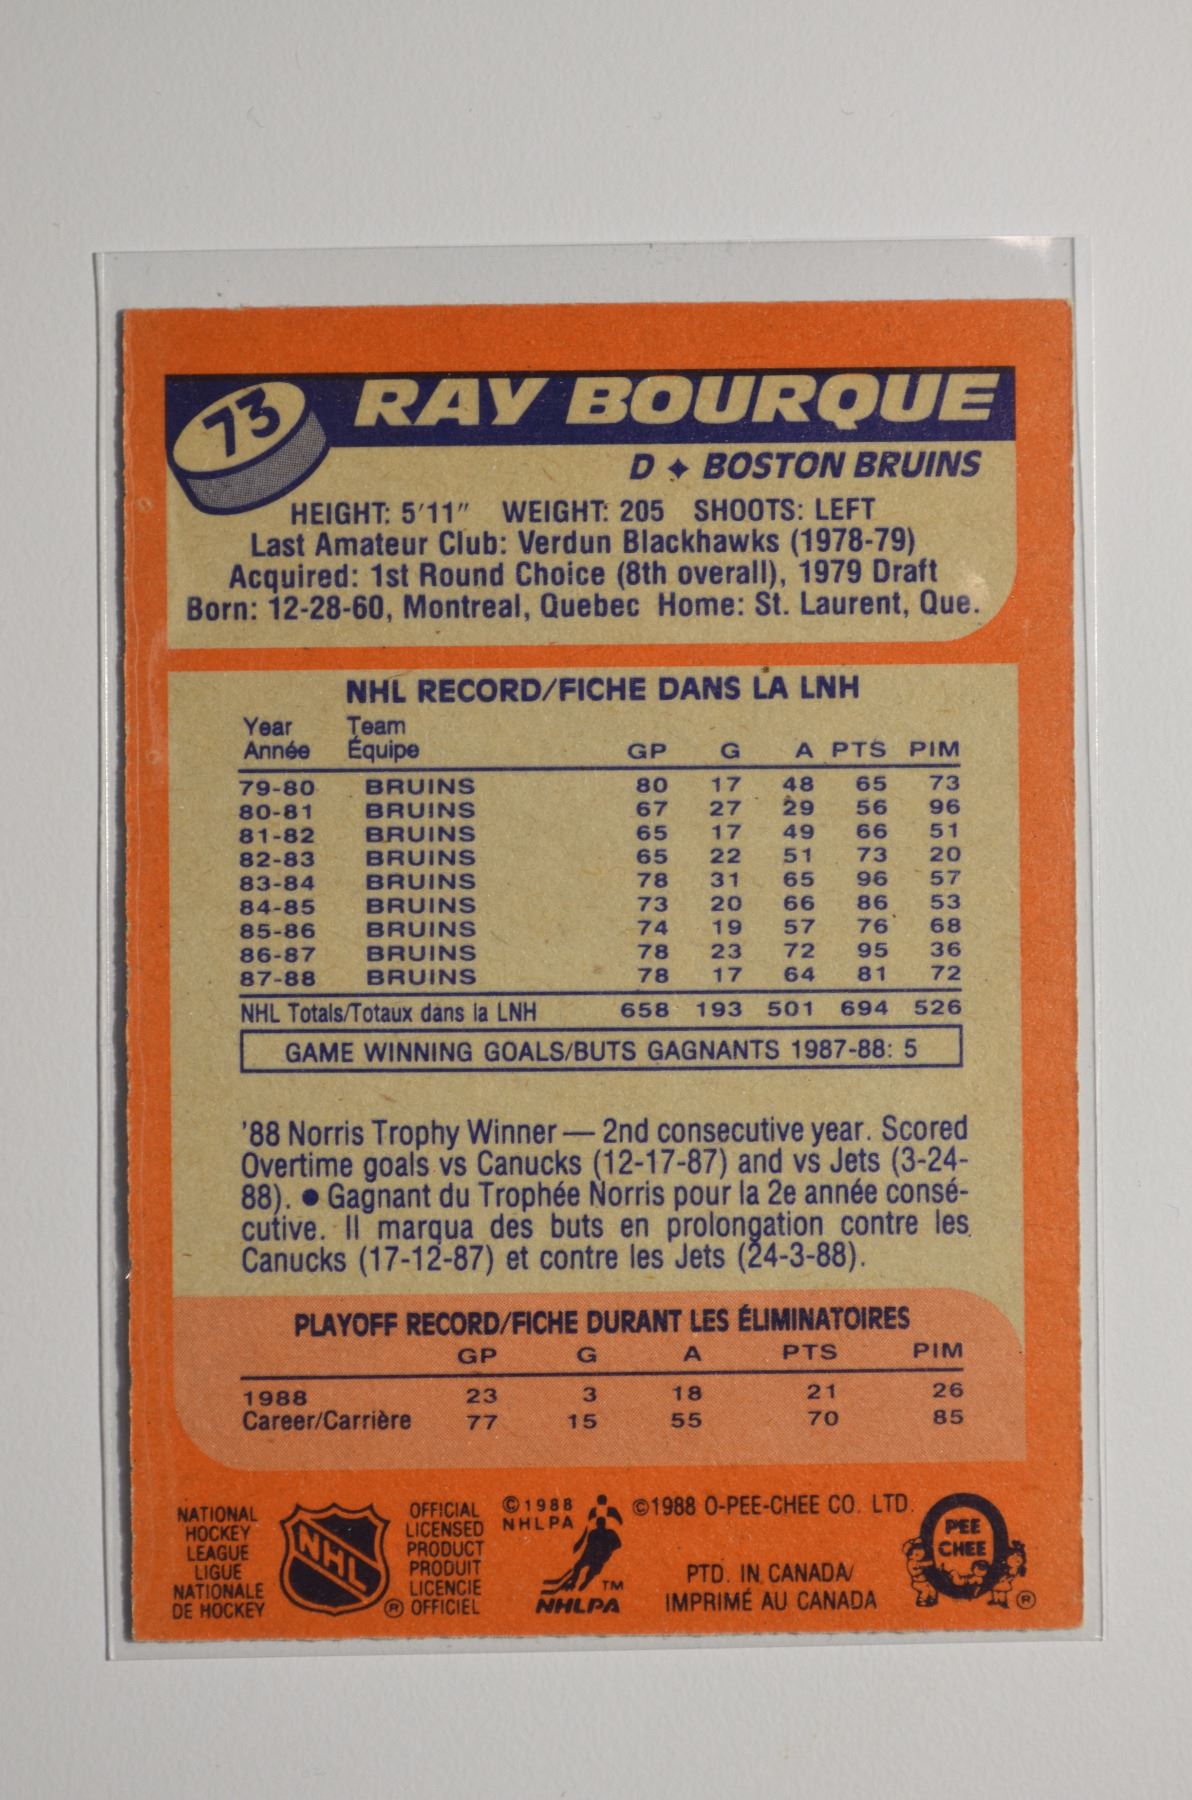 73 RAY BOURQUE
D ✦ BOSTON BRUINS
HEIGHT: 5'11" WEIGHT: 205 SHOOTS: LEFT
Last Amateur Club: Verdun Blackhawks (1978-79)
Acquired: 1st Round Choice (8th overall), 1979 Draft
Born: 12-28-60, Montreal, Quebec Home: St. Laurent, Que.
NHL RECORD/FICHE DANS LA LNH
Year Team
Année Équipe GP G A PTS PIM
79-80 BRUINS 80 17 48 65 73
80-81 BRUINS 67 27 29 56 96
81-82 BRUINS 65 17 49 66 51
82-83 BRUINS 65 22 51 73 20
83-84 BRUINS 78 31 65 96 57
84-85 BRUINS 73 20 66 86 53
85-86 BRUINS 74 19 57 76 68
86-87 BRUINS 78 23 72 95 36
87-88 BRUINS 78 17 64 81 72
NHL Totals/Totaux dans la LNH 658 193 501 694 526
GAME WINNING GOALS/BUTS GAGNANTS 1987-88: 5
'88 Norris Trophy Winner — 2nd consecutive year. Scored
Overtime goals vs Canucks (12-17-87) and vs Jets (3-24-
88). ● Gagnant du Trophée Norris pour la 2e année consé-
cutive. Il marqua des buts en prolongation contre les
Canucks (17-12-87) et contre les Jets (24-3-88).
PLAYOFF RECORD/FICHE DURANT LES ÉLIMINATOIRES
GP G A PTS PIM
1988 23 3 18 21 26
Career/Carrière 77 15 55 70 85
NATIONAL
HOCKEY
LEAGUE
LIGUE
NATIONALE
DE HOCKEY
NHL ®
OFFICIAL
LICENSED
PRODUCT
PRODUIT
LICENCIE
OFFICIEL
©1988
NHLPA
TM
NHLPA
©1988 O-PEE-CHEE CO. LTD.
PTD. IN CANADA/
IMPRIMÉ AU CANADA
PEE
CHEE
®